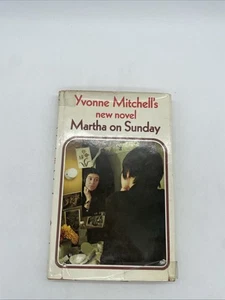 Yvonne Mitchell's
new novel
Martha on Sunday